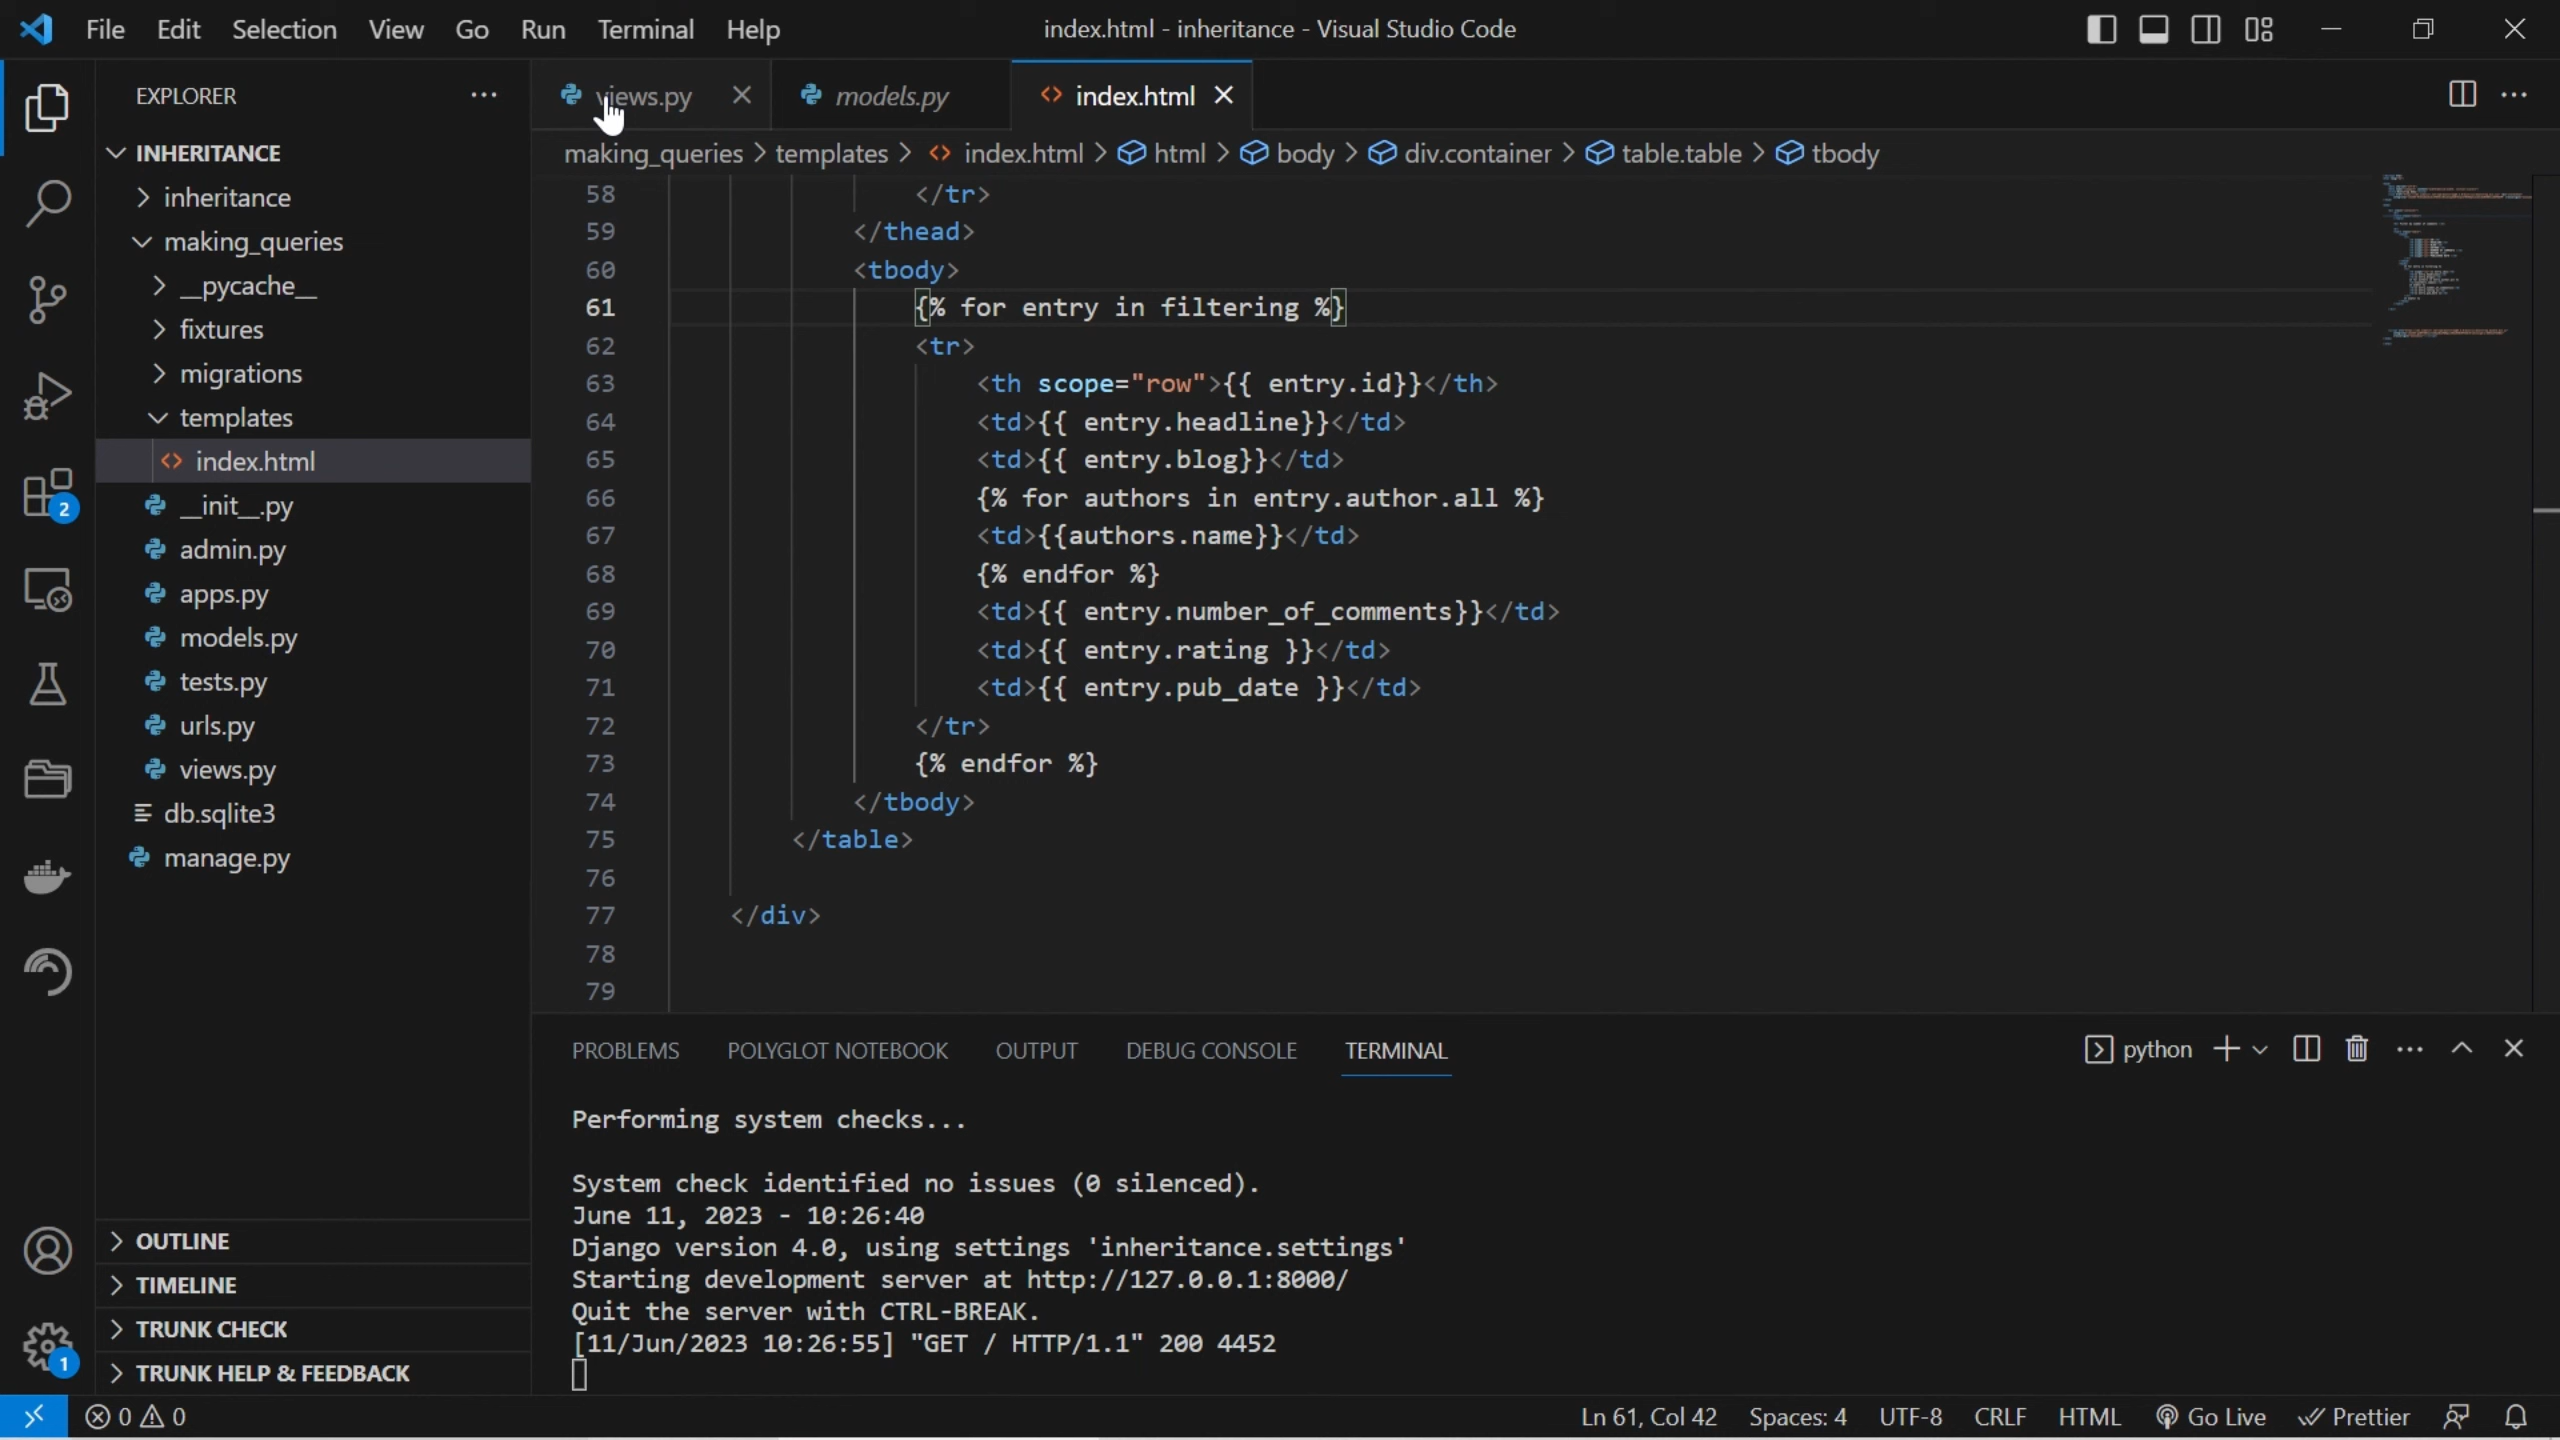 File Edit Selection View Go Run Terminal Help index.html - inheritance - Visual Studio Code
EXPLORER
INHERITANCE
inheritance
making_queries
__pycache__
fixtures
migrations
templates
index.html
__init__.py
admin.py
apps.py
models.py
tests.py
urls.py
views.py
db.sqlite3
manage.py
OUTLINE
TIMELINE
TRUNK CHECK
TRUNK HELP & FEEDBACK
2
1
views.py models.py index.html
making_queries > templates > index.html > html > body > div.container > table.table > tbody
58 </tr>
59 </thead>
60 <tbody>
61 {% for entry in filtering %}
62 <tr>
63 <th scope="row">{{ entry.id}}</th>
64 <td>{{ entry.headline}}</td>
65 <td>{{ entry.blog}}</td>
66 {% for authors in entry.author.all %}
67 <td>{{authors.name}}</td>
68 {% endfor %}
69 <td>{{ entry.number_of_comments}}</td>
70 <td>{{ entry.rating }}</td>
71 <td>{{ entry.pub_date }}</td>
72 </tr>
73 {% endfor %}
74 </tbody>
75 </table>
76
77 </div>
78
79
PROBLEMS POLYGLOT NOTEBOOK OUTPUT DEBUG CONSOLE TERMINAL python
Performing system checks...
System check identified no issues (0 silenced).
June 11, 2023 - 10:26:40
Django version 4.0, using settings 'inheritance.settings'
Starting development server at http://127.0.0.1:8000/
Quit the server with CTRL-BREAK.
[11/Jun/2023 10:26:55] "GET / HTTP/1.1" 200 4452
0 0 Ln 61, Col 42 Spaces: 4 UTF-8 CRLF HTML Go Live Prettier